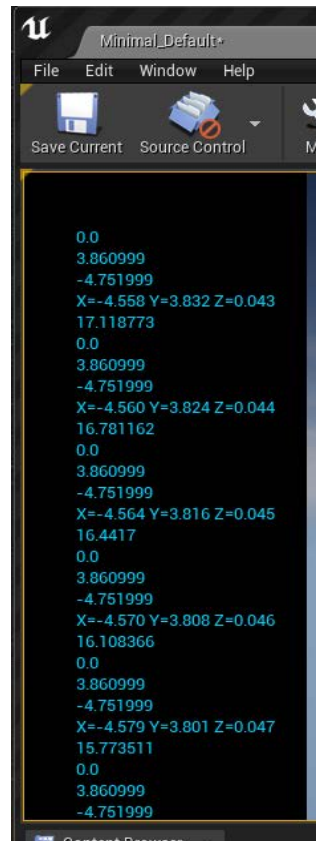 Minimal_Default*
File Edit Window Help
Save Current Source Control
0.0
3.860999
-4.751999
X=-4.558 Y=3.832 Z=0.043
17.118773
0.0
3.860999
-4.751999
X=-4.560 Y=3.824 Z=0.044
16.781162
0.0
3.860999
-4.751999
X=-4.564 Y=3.816 Z=0.045
16.4417
0.0
3.860999
-4.751999
X=-4.570 Y=3.808 Z=0.046
16.108366
0.0
3.860999
-4.751999
X=-4.579 Y=3.801 Z=0.047
15.773511
0.0
3.860999
-4.751999
Content Browser